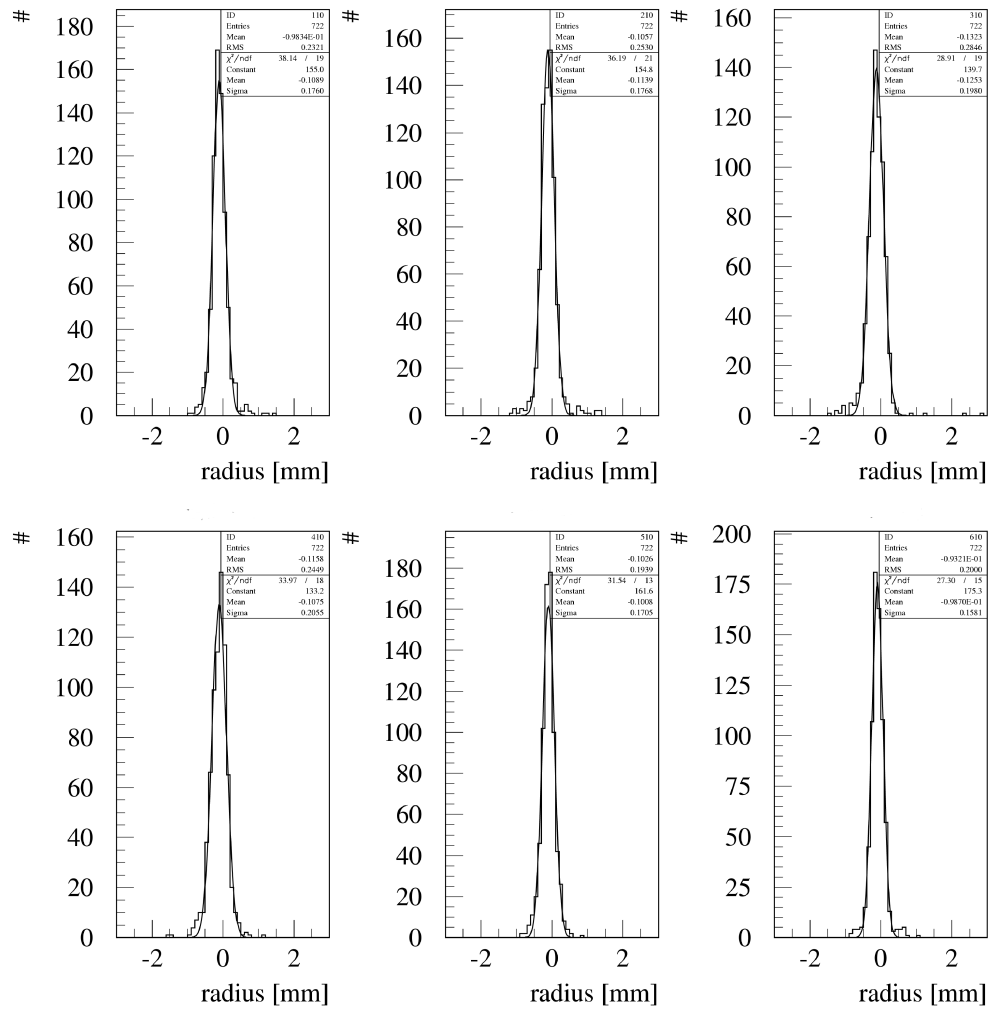 #
180
160
140
120
100
80
60
40
20
0
-2 0 2
radius [mm]
ID 110
Entries 722
Mean -0.9834E-01
RMS 0.2321
χ²/ndf 38.14 / 19
Constant 155.0
Mean -0.1089
Sigma 0.1760
#
160
140
120
100
80
60
40
20
0
-2 0 2
radius [mm]
ID 210
Entries 722
Mean -0.1057
RMS 0.2530
χ²/ndf 36.19 / 21
Constant 154.8
Mean -0.1139
Sigma 0.1768
#
160
140
120
100
80
60
40
20
0
-2 0 2
radius [mm]
ID 310
Entries 722
Mean -0.1323
RMS 0.2846
χ²/ndf 28.91 / 19
Constant 139.7
Mean -0.1253
Sigma 0.1980
#
160
140
120
100
80
60
40
20
0
-2 0 2
radius [mm]
ID 410
Entries 722
Mean -0.1158
RMS 0.2449
χ²/ndf 33.97 / 18
Constant 133.2
Mean -0.1075
Sigma 0.2055
#
180
160
140
120
100
80
60
40
20
0
-2 0 2
radius [mm]
ID 510
Entries 722
Mean -0.1026
RMS 0.1939
χ²/ndf 31.54 / 13
Constant 161.6
Mean -0.1008
Sigma 0.1705
#
200
175
150
125
100
75
50
25
0
-2 0 2
radius [mm]
ID 610
Entries 722
Mean -0.9321E-01
RMS 0.2000
χ²/ndf 27.30 / 15
Constant 175.3
Mean -0.9870E-01
Sigma 0.1581